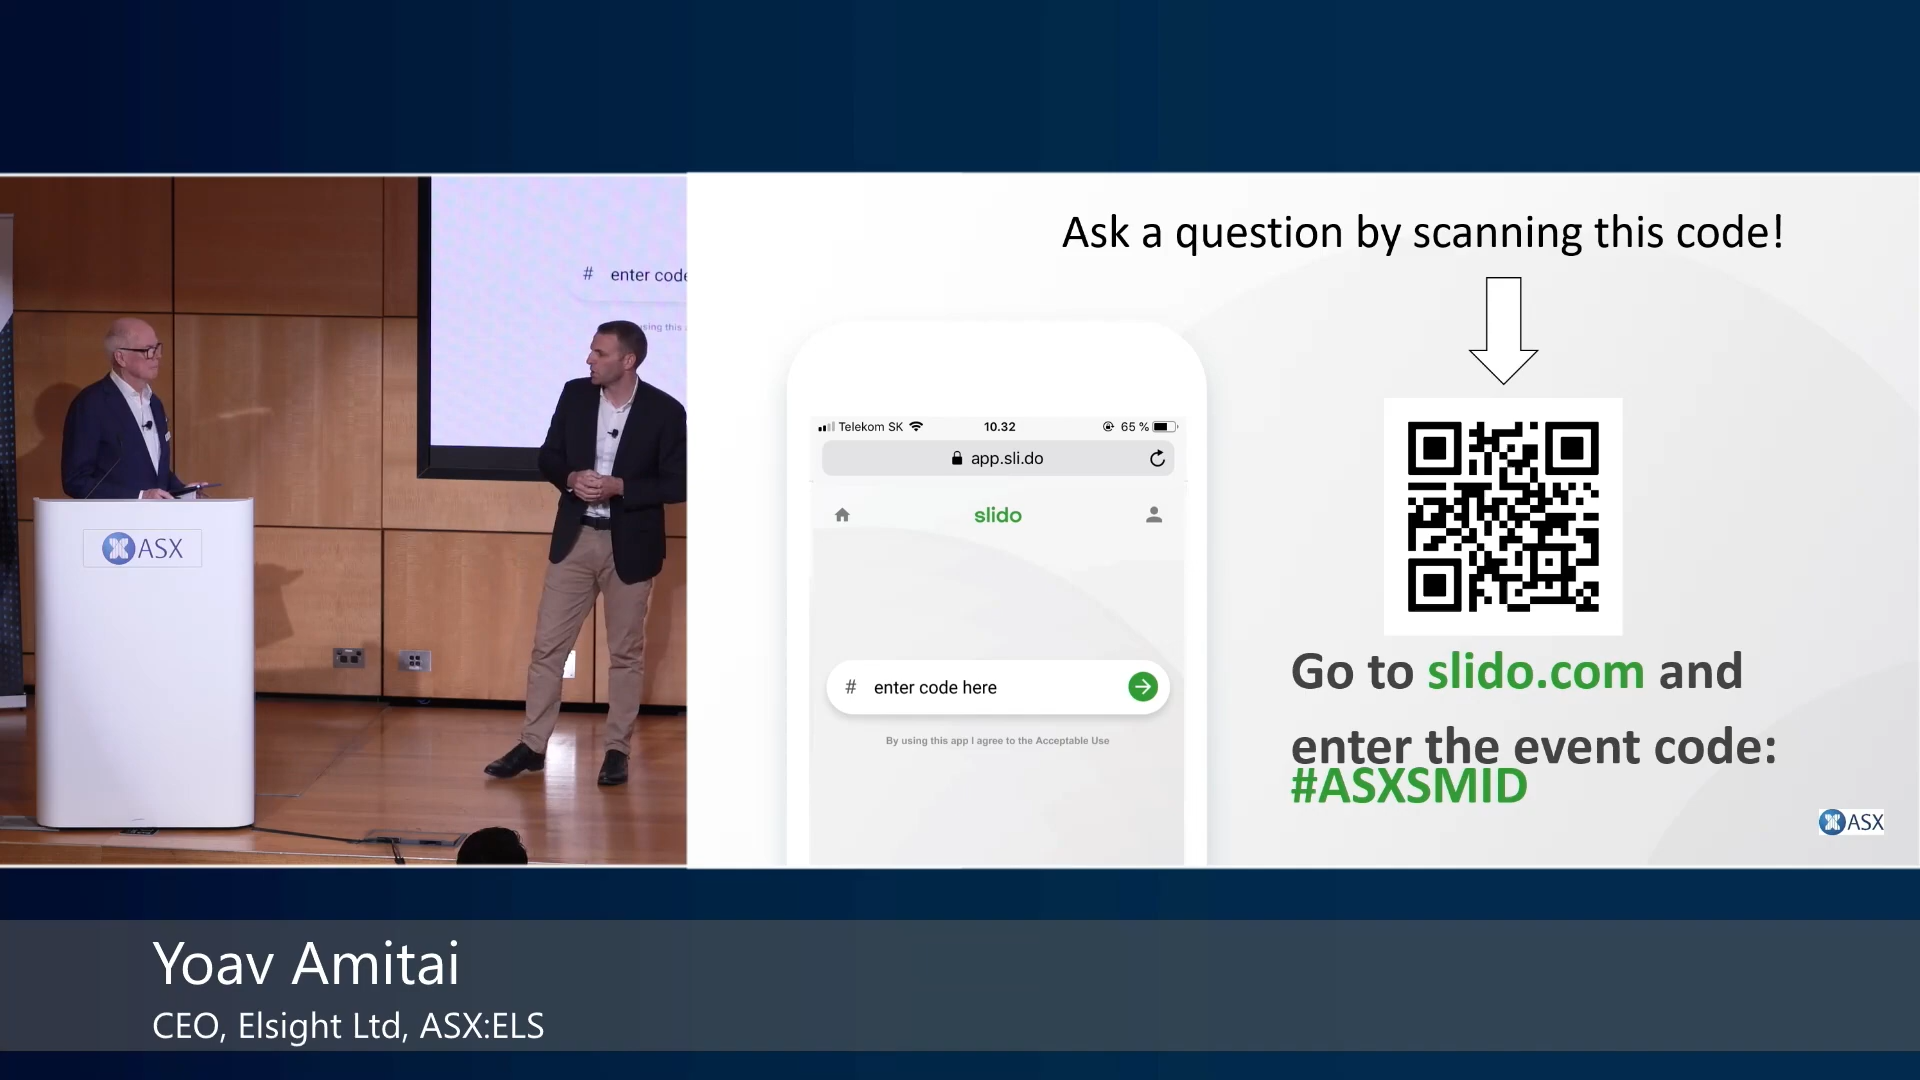 # enter code
using this
ASX
Ask a question by scanning this code!
Telekom SK 10.32 65 %
app.sli.do
slido
# enter code here
By using this app I agree to the Acceptable Use
Go to slido.com and
enter the event code:
#ASXSMID
ASX
Yoav Amitai
CEO, Elsight Ltd, ASX:ELS